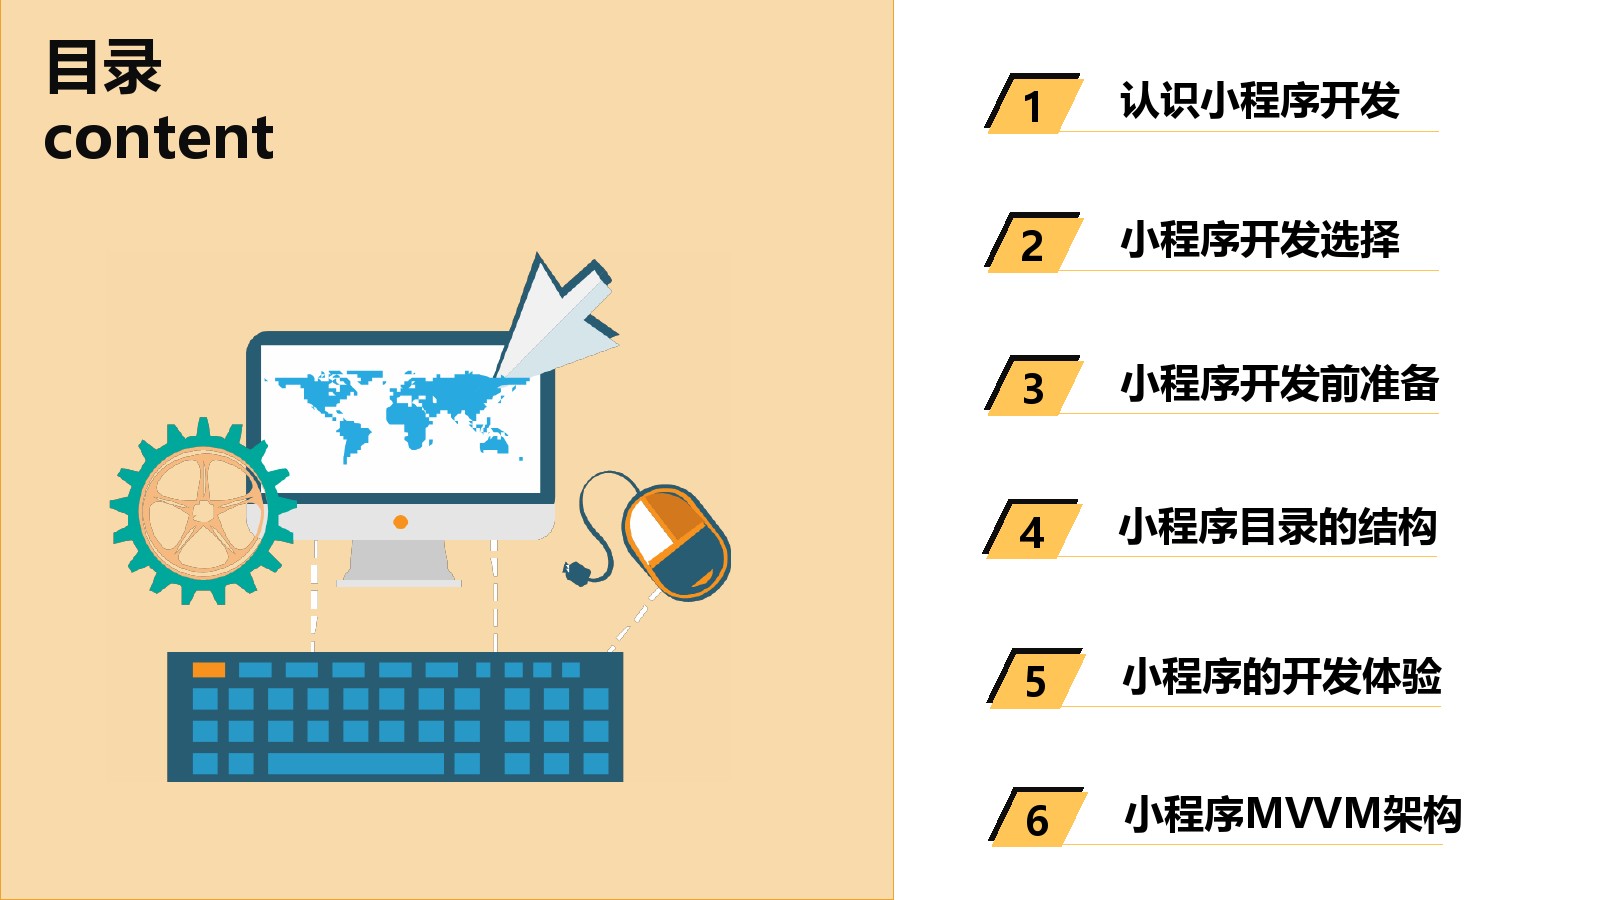 目录
content
1 认识小程序开发
2 小程序开发选择
3 小程序开发前准备
4 小程序目录的结构
5 小程序的开发体验
6 小程序MVVM架构